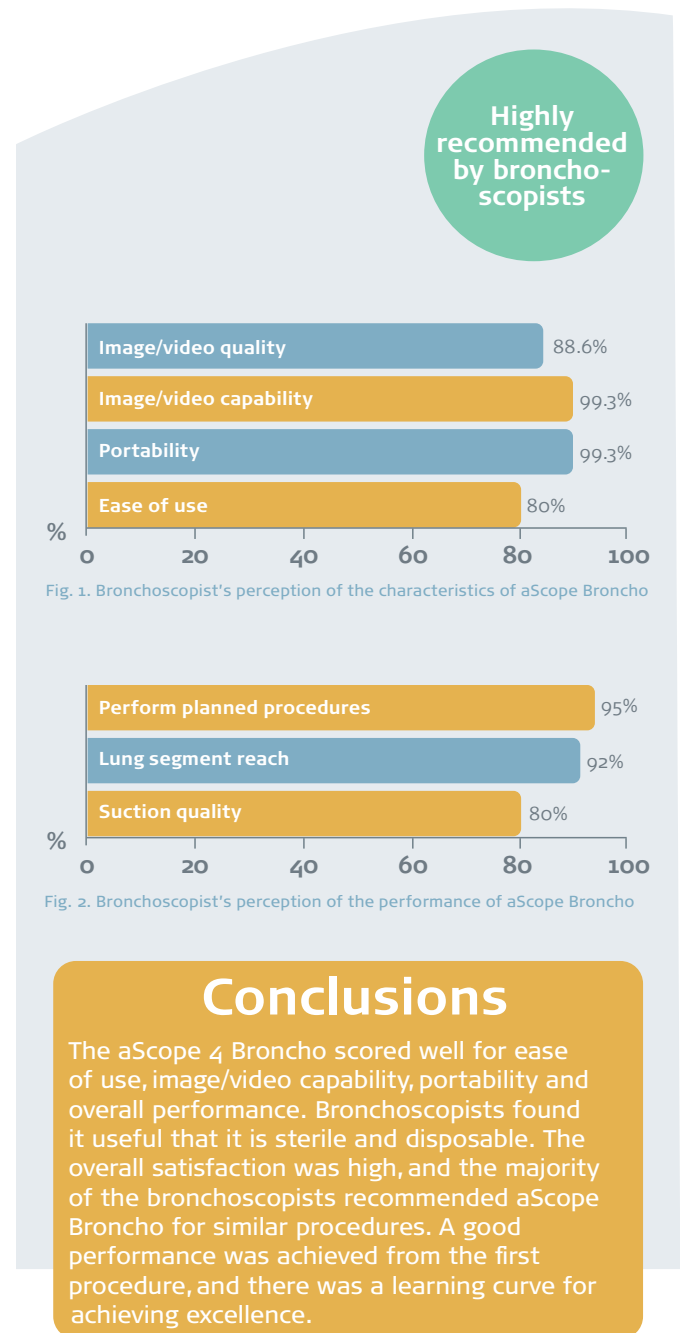 Highly
recommended
by broncho-
scopists
Image/video quality 88.6%
Image/video capability 99.3%
Portability 99.3%
Ease of use 80%
%
0 20 40 60 80 100
Fig. 1. Bronchoscopist's perception of the characteristics of aScope Broncho
Perform planned procedures 95%
Lung segment reach 92%
Suction quality 80%
%
0 20 40 60 80 100
Fig. 2. Bronchoscopist's perception of the performance of aScope Broncho
Conclusions
The aScope 4 Broncho scored well for ease
of use, image/video capability, portability and
overall performance. Bronchoscopists found
it useful that it is sterile and disposable. The
overall satisfaction was high, and the majority
of the bronchoscopists recommended aScope
Broncho for similar procedures. A good
performance was achieved from the first
procedure, and there was a learning curve for
achieving excellence.